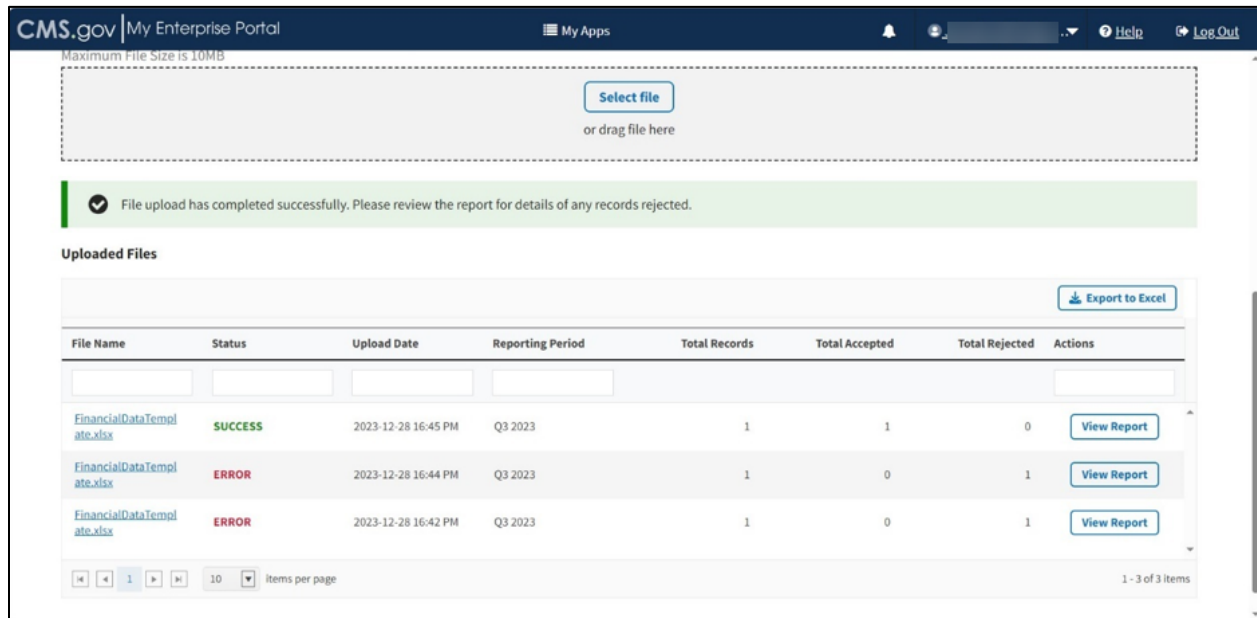 CMS.gov My Enterprise Portal My Apps Help Log Out
Maximum File Size is 10MB
Select file
or drag file here
File upload has completed successfully. Please review the report for details of any records rejected.
Uploaded Files
Export to Excel
File Name Status Upload Date Reporting Period Total Records Total Accepted Total Rejected Actions
FinancialDataTempl
ate.xlsx SUCCESS 2023-12-28 16:45 PM Q3 2023 1 1 0 View Report
FinancialDataTempl
ate.xlsx ERROR 2023-12-28 16:44 PM Q3 2023 1 0 1 View Report
FinancialDataTempl
ate.xlsx ERROR 2023-12-28 16:42 PM Q3 2023 1 0 1 View Report
1 10 items per page 1 - 3 of 3 items